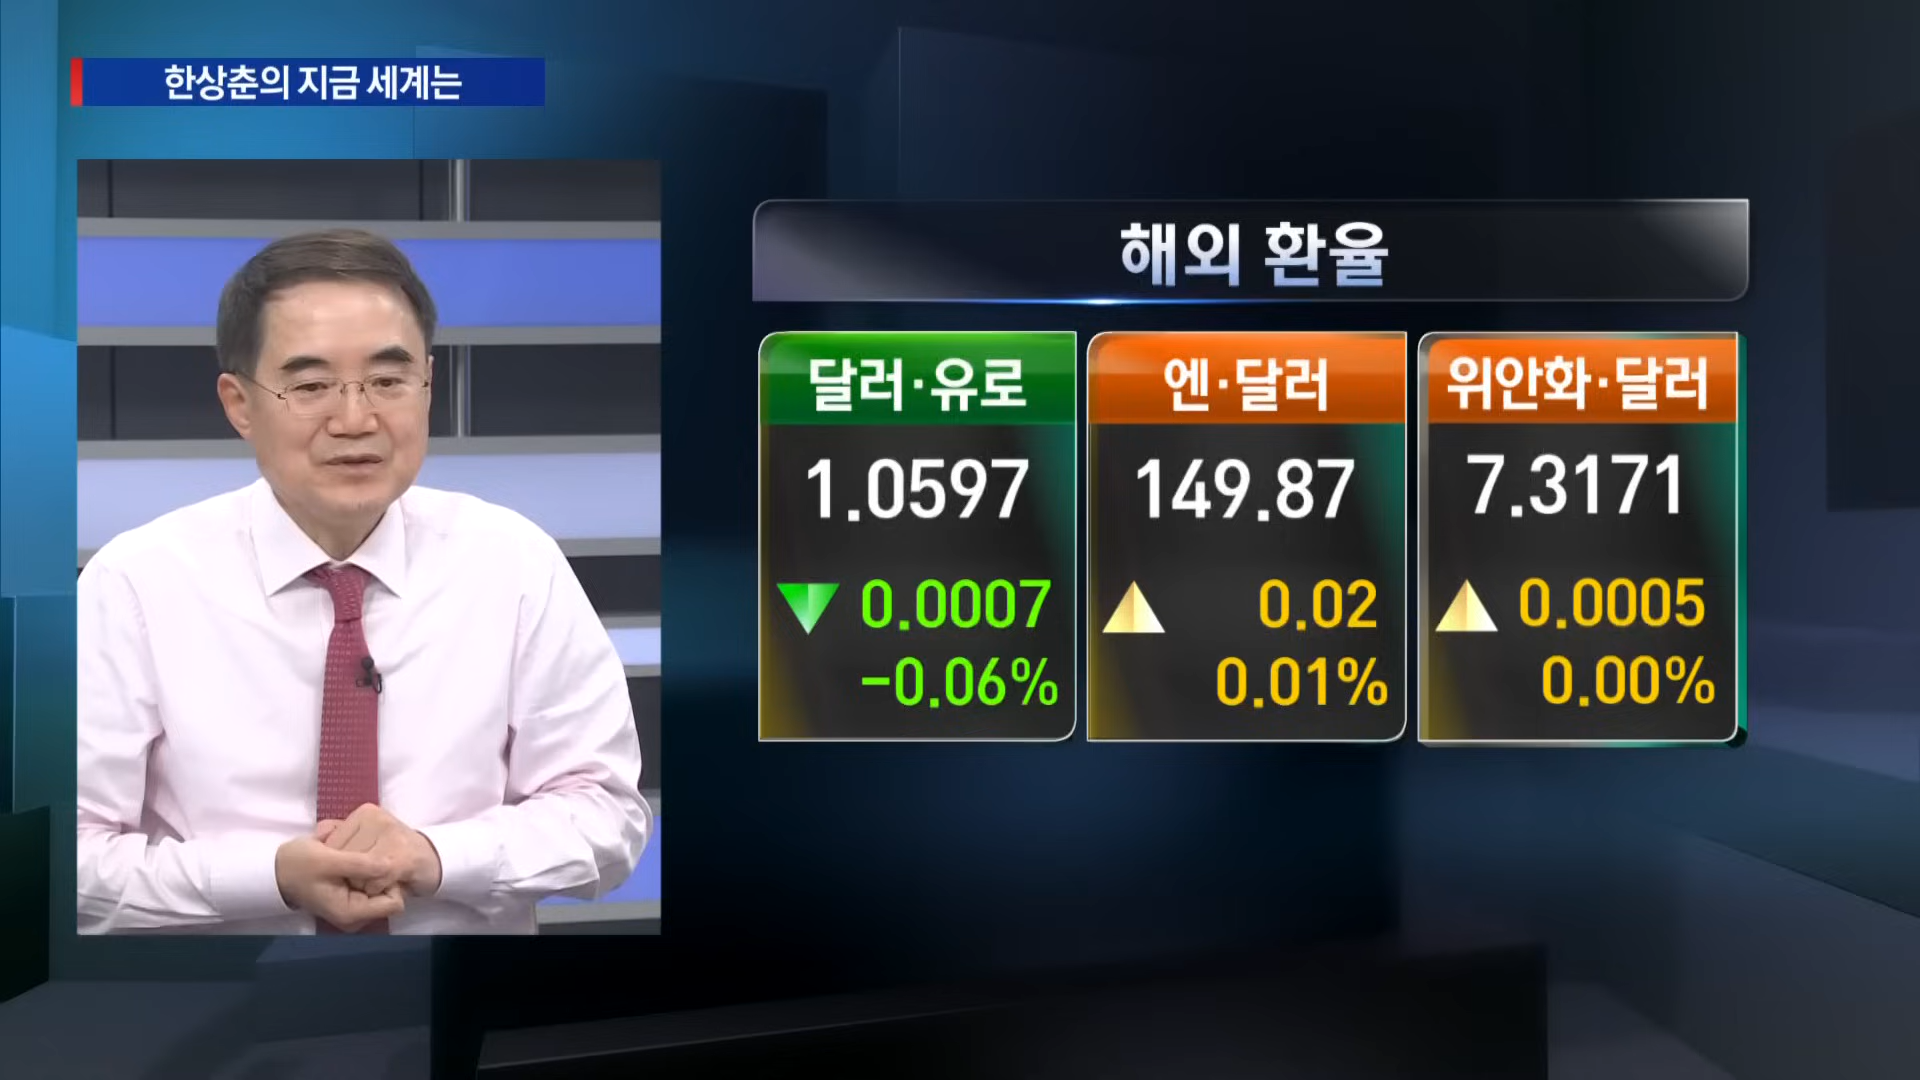 한상춘의 지금 세계는
해외 환율
달러·유로
1.0597
▼ 0.0007
-0.06%
엔·달러
149.87
▲ 0.02
0.01%
위안화·달러
7.3171
▲ 0.0005
0.00%